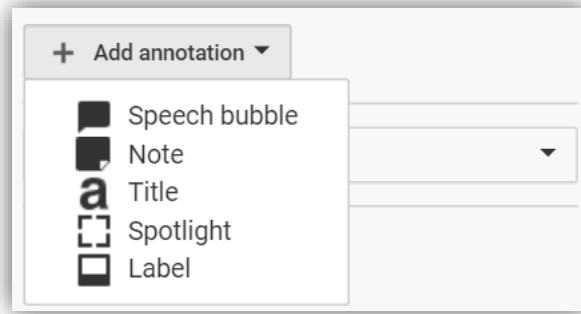 + Add annotation
Speech bubble
Note
a Title
Spotlight
Label